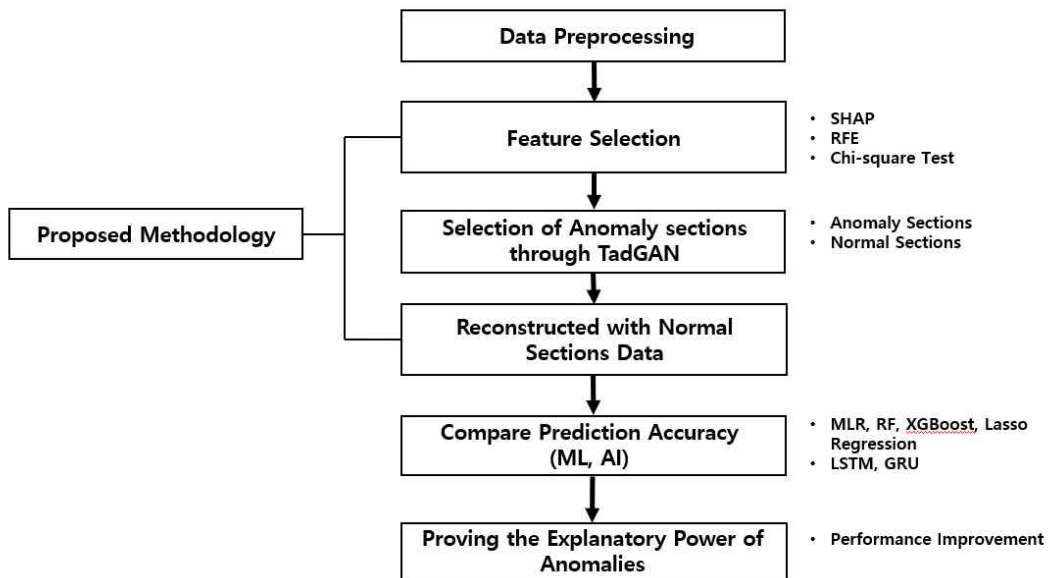 Data Preprocessing
Feature Selection
• SHAP
• RFE
• Chi-square Test
Proposed Methodology
Selection of Anomaly sections
through TadGAN
• Anomaly Sections
• Normal Sections
Reconstructed with Normal
Sections Data
Compare Prediction Accuracy
(ML, AI)
• MLR, RF, XGBoost, Lasso
Regression
• LSTM, GRU
Proving the Explanatory Power of
Anomalies
• Performance Improvement